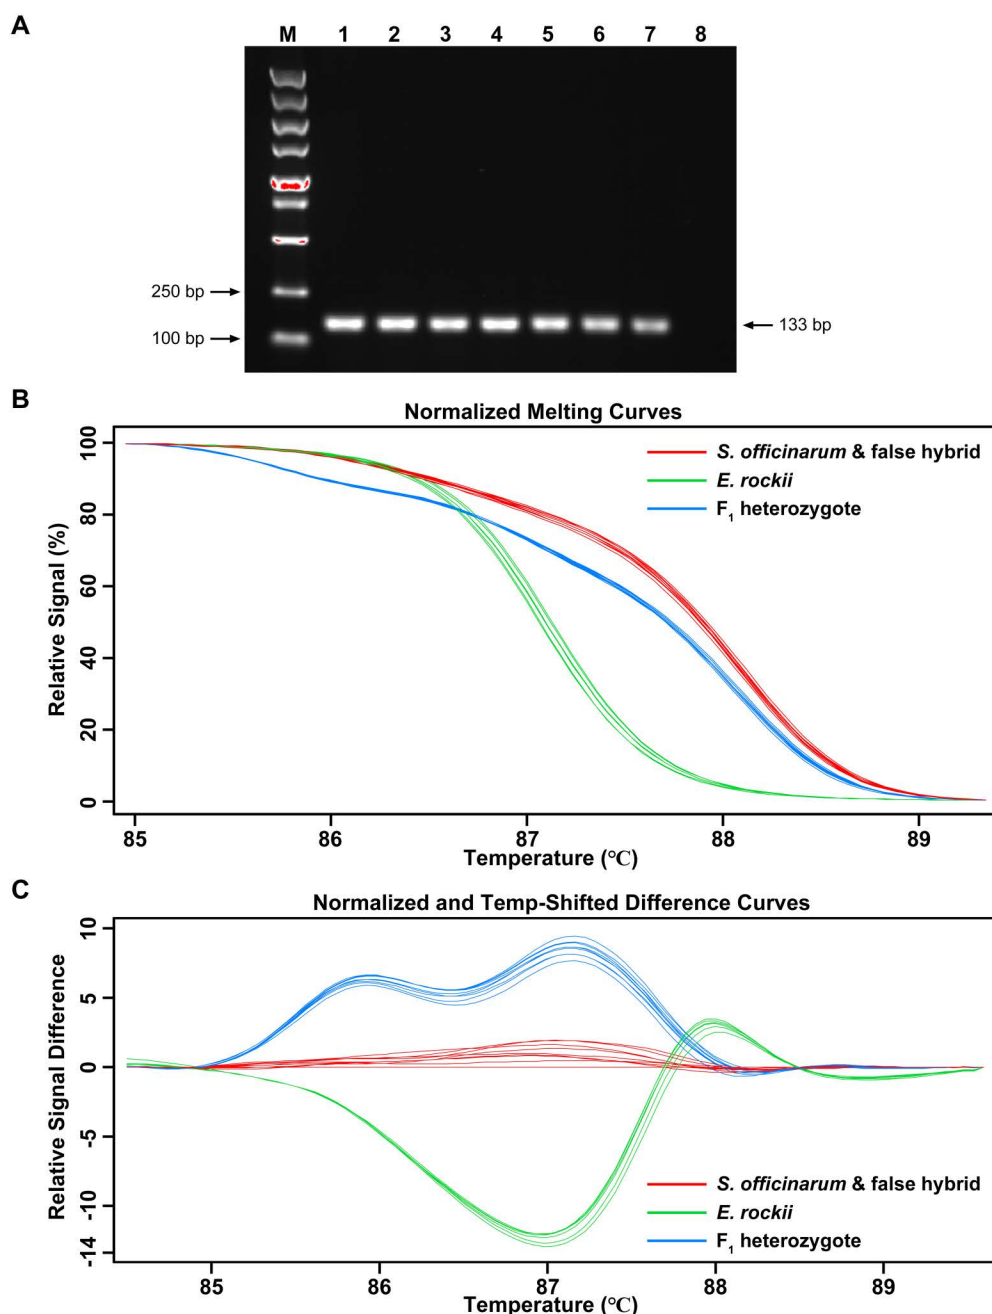 A
M 1 2 3 4 5 6 7 8
250 bp
100 bp
133 bp
B
Normalized Melting Curves
Relative Signal (%)
100
80
60
40
20
0
S. officinarum & false hybrid
E. rockii
F1 heterozygote
85 86 87 88 89
Temperature (℃)
C
Normalized and Temp-Shifted Difference Curves
Relative Signal Difference
10
5
0
-5
-10
-14
S. officinarum & false hybrid
E. rockii
F1 heterozygote
85 86 87 88 89
Temperature (℃)